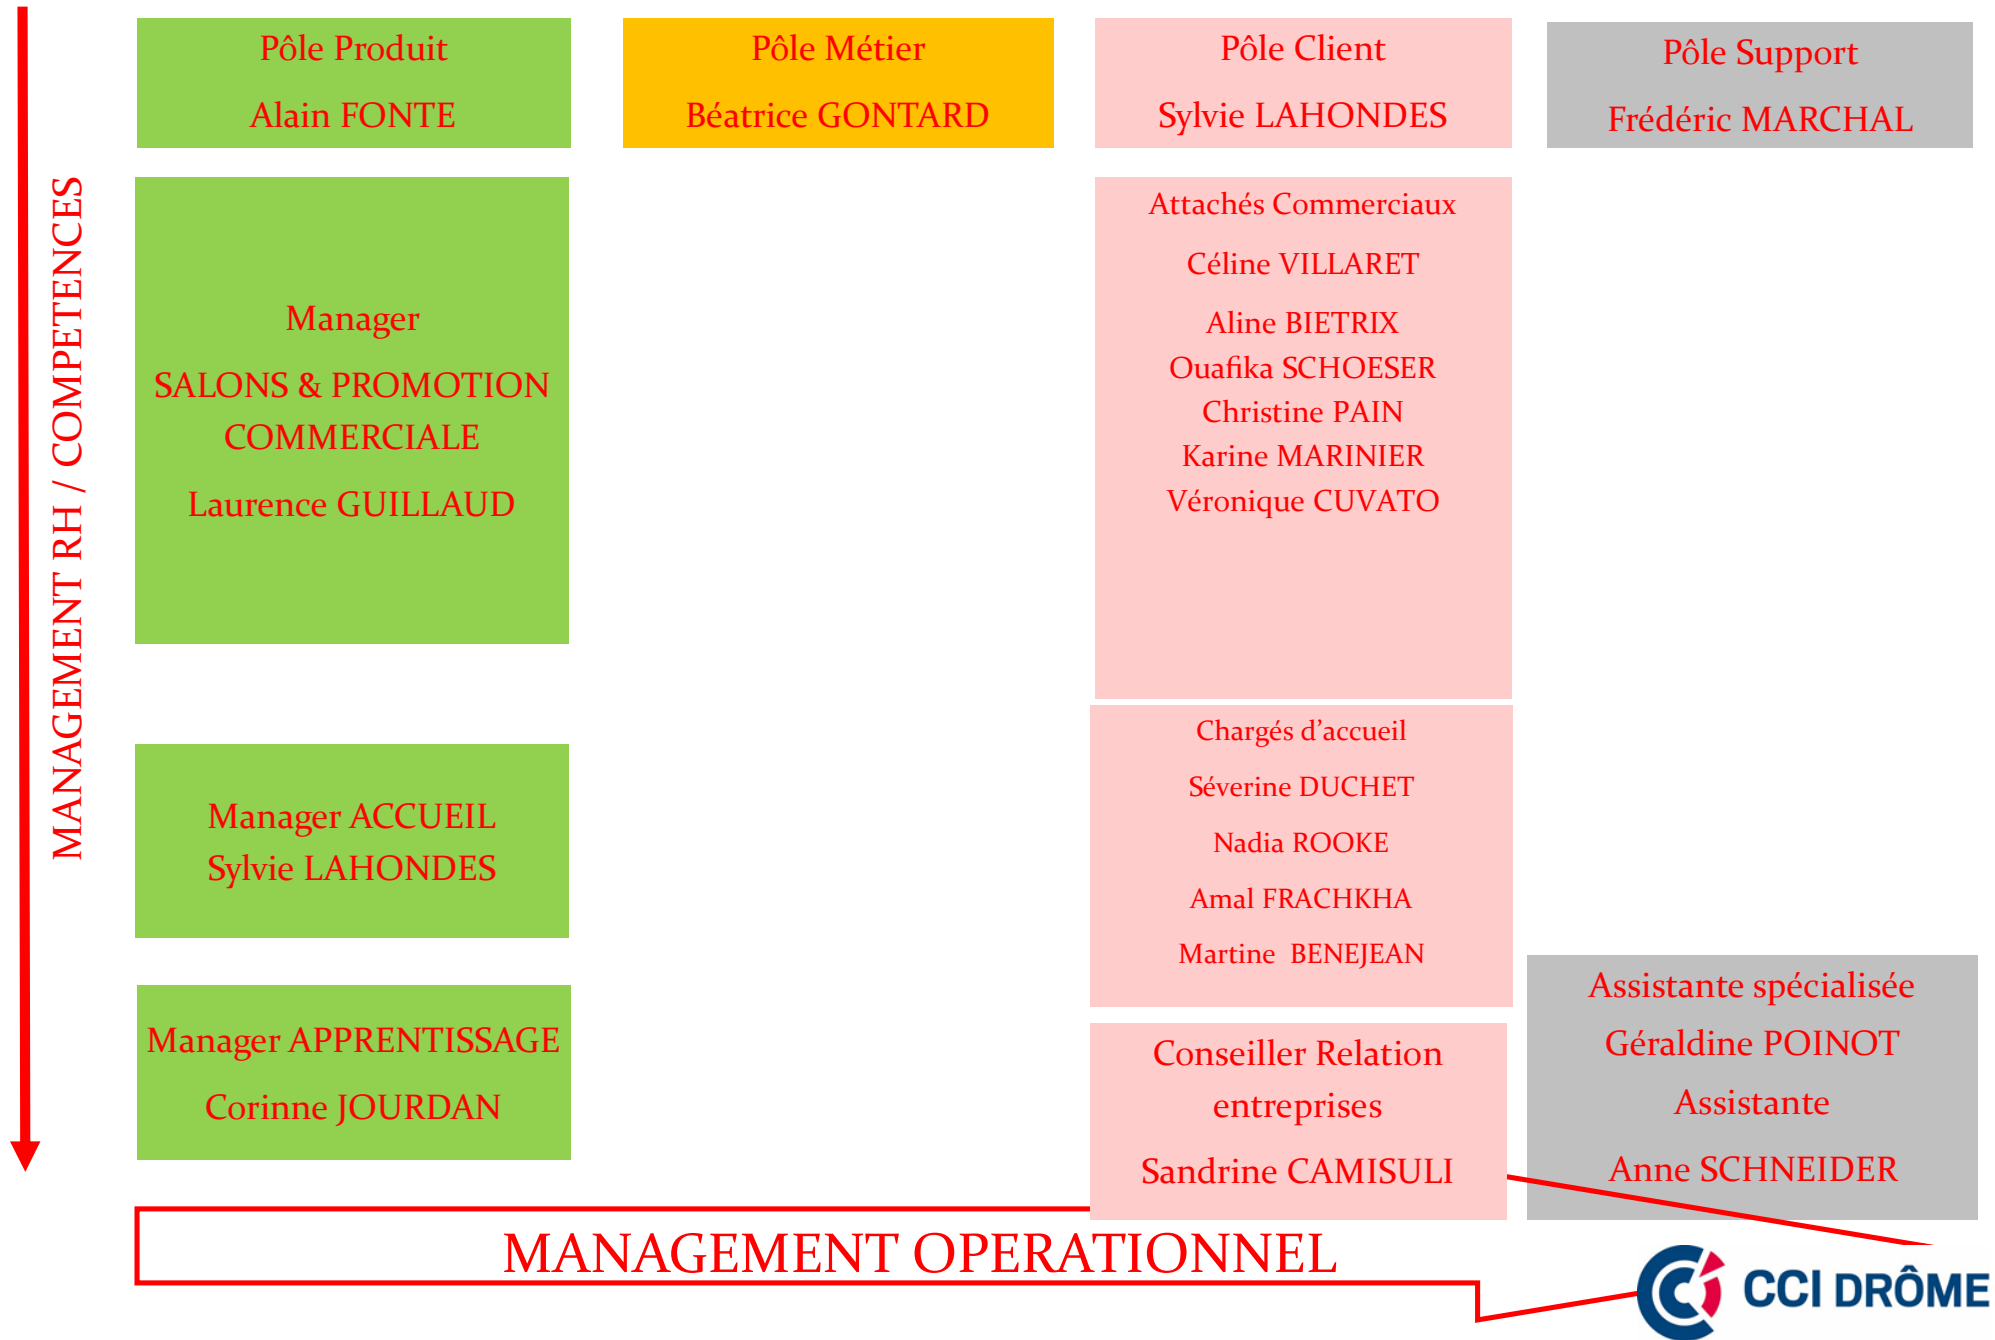 Pôle Produit
Alain FONTE
Pôle Métier
Béatrice GONTARD
Pôle Client
Sylvie LAHONDES
Pôle Support
Frédéric MARCHAL
MANAGEMENT RH / COMPETENCES
Manager
SALONS & PROMOTION
COMMERCIALE
Laurence GUILLAUD
Attachés Commerciaux
Céline VILLARET
Aline BIETRIX
Ouafika SCHOESER
Christine PAIN
Karine MARINIER
Véronique CUVATO
Manager ACCUEIL
Sylvie LAHONDES
Chargés d’accueil
Séverine DUCHET
Nadia ROOKE
Amal FRACHKHA
Martine  BENEJEAN
Manager APPRENTISSAGE
Corinne JOURDAN
Conseiller Relation
entreprises
Sandrine CAMISULI
Assistante spécialisée
Géraldine POINOT
Assistante
Anne SCHNEIDER
MANAGEMENT OPERATIONNEL
CCI DRÔME